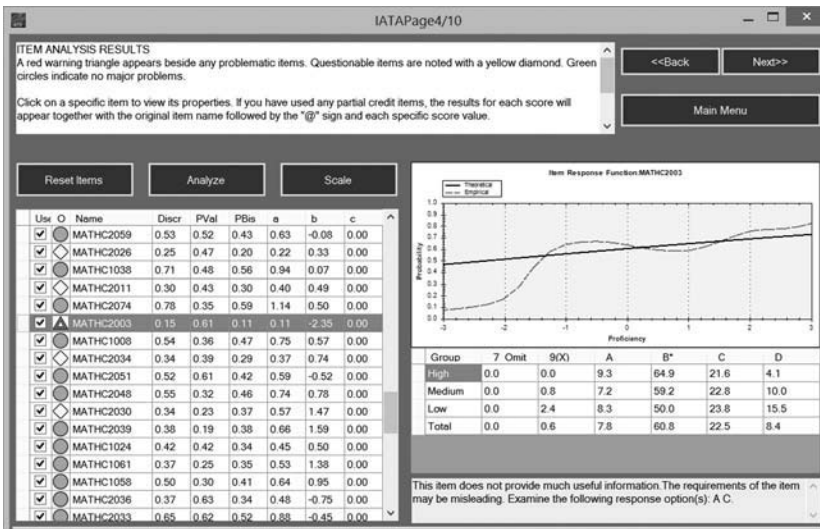 IATAPage4/10
ITEM ANALYSIS RESULTS
A red warning triangle appears beside any problematic items. Questionable items are noted with a yellow diamond. Green
circles indicate no major problems.
Click on a specific item to view its properties. If you have used any partial credit items, the results for each score will
appear together with the original item name followed by the "@" sign and each specific score value.
<<Back Next>>
Main Menu
Reset Items Analyze Scale
Use O Name Discr PVal PBis a b c
MATHC2059 0.53 0.52 0.43 0.63 -0.08 0.00
MATHC2026 0.25 0.47 0.20 0.22 0.33 0.00
MATHC1038 0.71 0.48 0.56 0.94 0.07 0.00
MATHC2011 0.30 0.43 0.30 0.40 0.49 0.00
MATHC2074 0.78 0.35 0.59 1.14 0.50 0.00
MATHC2003 0.15 0.61 0.11 0.11 -2.35 0.00
MATHC1008 0.54 0.36 0.47 0.75 0.57 0.00
MATHC2034 0.34 0.39 0.29 0.37 0.74 0.00
MATHC2051 0.52 0.61 0.42 0.59 -0.52 0.00
MATHC2048 0.55 0.32 0.46 0.74 0.78 0.00
MATHC2030 0.34 0.23 0.37 0.57 1.47 0.00
MATHC2039 0.38 0.19 0.38 0.66 1.59 0.00
MATHC1024 0.42 0.42 0.34 0.45 0.50 0.00
MATHC1061 0.37 0.25 0.35 0.53 1.38 0.00
MATHC1058 0.50 0.30 0.41 0.64 0.95 0.00
MATHC2036 0.37 0.63 0.34 0.48 -0.75 0.00
MATHC2033 0.65 0.62 0.52 0.88 -0.45 0.00
Item Response Function:MATHC2003
Theoretical
Empirical
Probability
1.0
0.9
0.8
0.7
0.6
0.5
0.4
0.3
0.2
0.1
0.0
-3 -2 -1 0 1 2 3
Proficiency
Group 7 Omit 9(X) A B* C D
High 0.0 0.0 9.3 64.9 21.6 4.1
Medium 0.0 0.8 7.2 59.2 22.8 10.0
Low 0.0 2.4 8.3 50.0 23.8 15.5
Total 0.0 0.6 7.8 60.8 22.5 8.4
This item does not provide much useful information.The requirements of the item
may be misleading. Examine the following response option(s): A C.